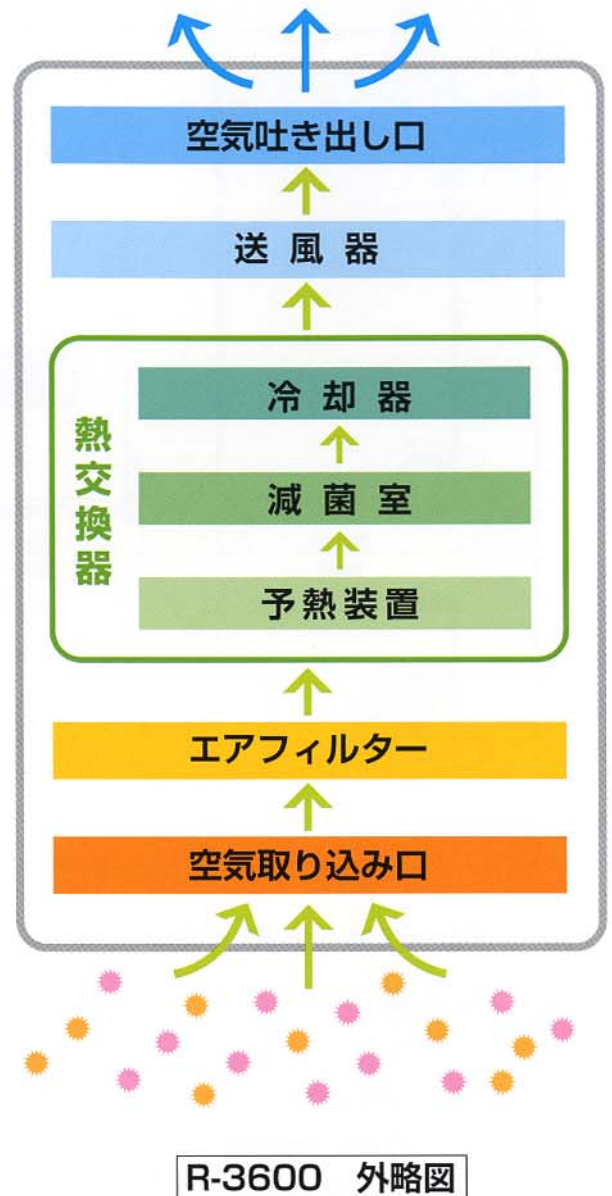 空気吐き出し口
送風器
冷却器
減菌室
予熱装置
熱交換器
エアフィルター
空気取り込み口
R-3600 外略図